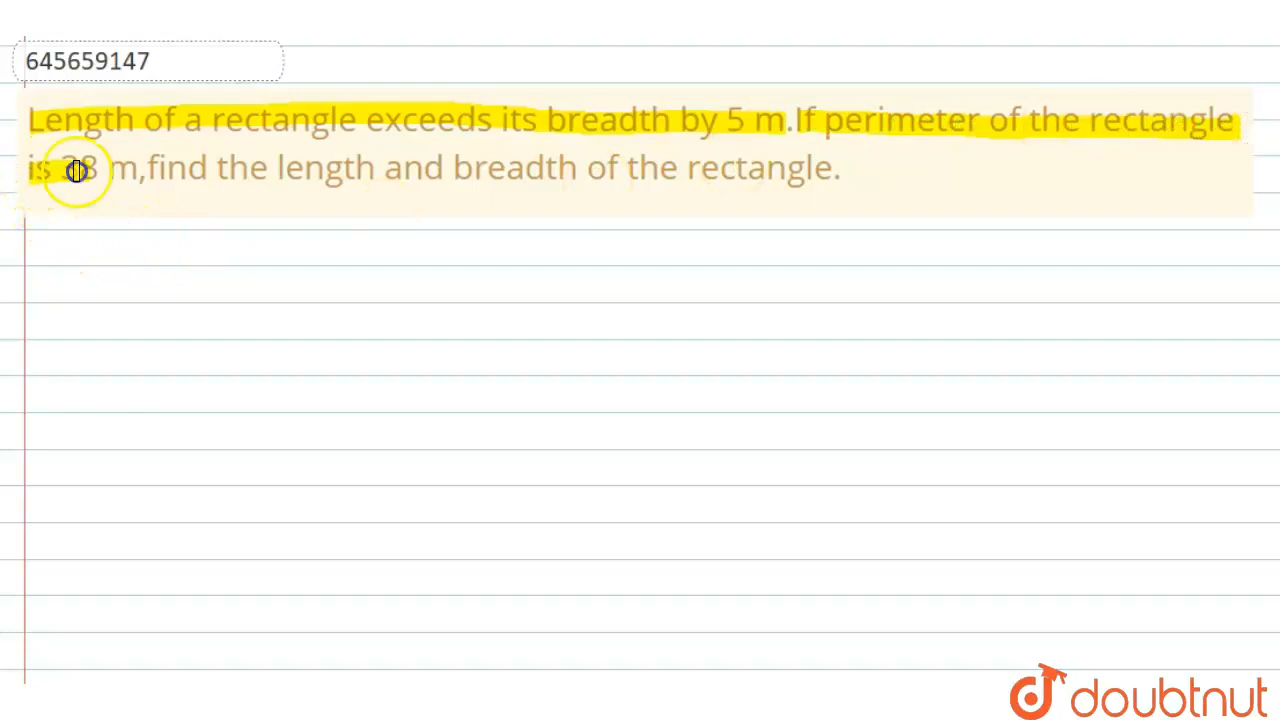 645659147
Length of a rectangle exceeds its breadth by 5 m.If perimeter of the rectangle
is 38 m,find the length and breadth of the rectangle.
doubtnut